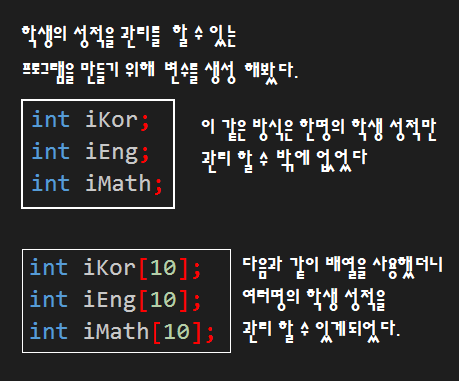 학생의 성적을 관리를 할 수 있는
프로그램을 만들기 위해 변수를 생성 해봤다.
int iKor;
int iEng;
int iMath;
이 같은 방식은 한명의 학생 성적만
관리 할 수 밖에 없었다
int iKor[10];
int iEng[10];
int iMath[10];
다음과 같이 배열을 사용했더니
여러명의 학생 성적을
관리 할 수 있게되었다.